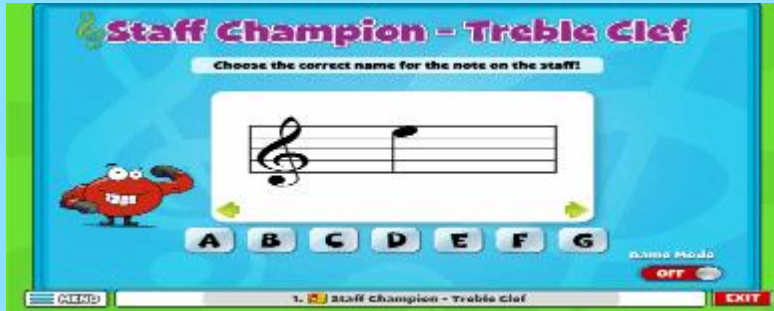 Staff Champion - Treble Clef
Choose the correct name for the note on the staff!
A B C D E F G
Game Mode
OFF
MENU
1. Staff Champion - Treble Clef
EXIT